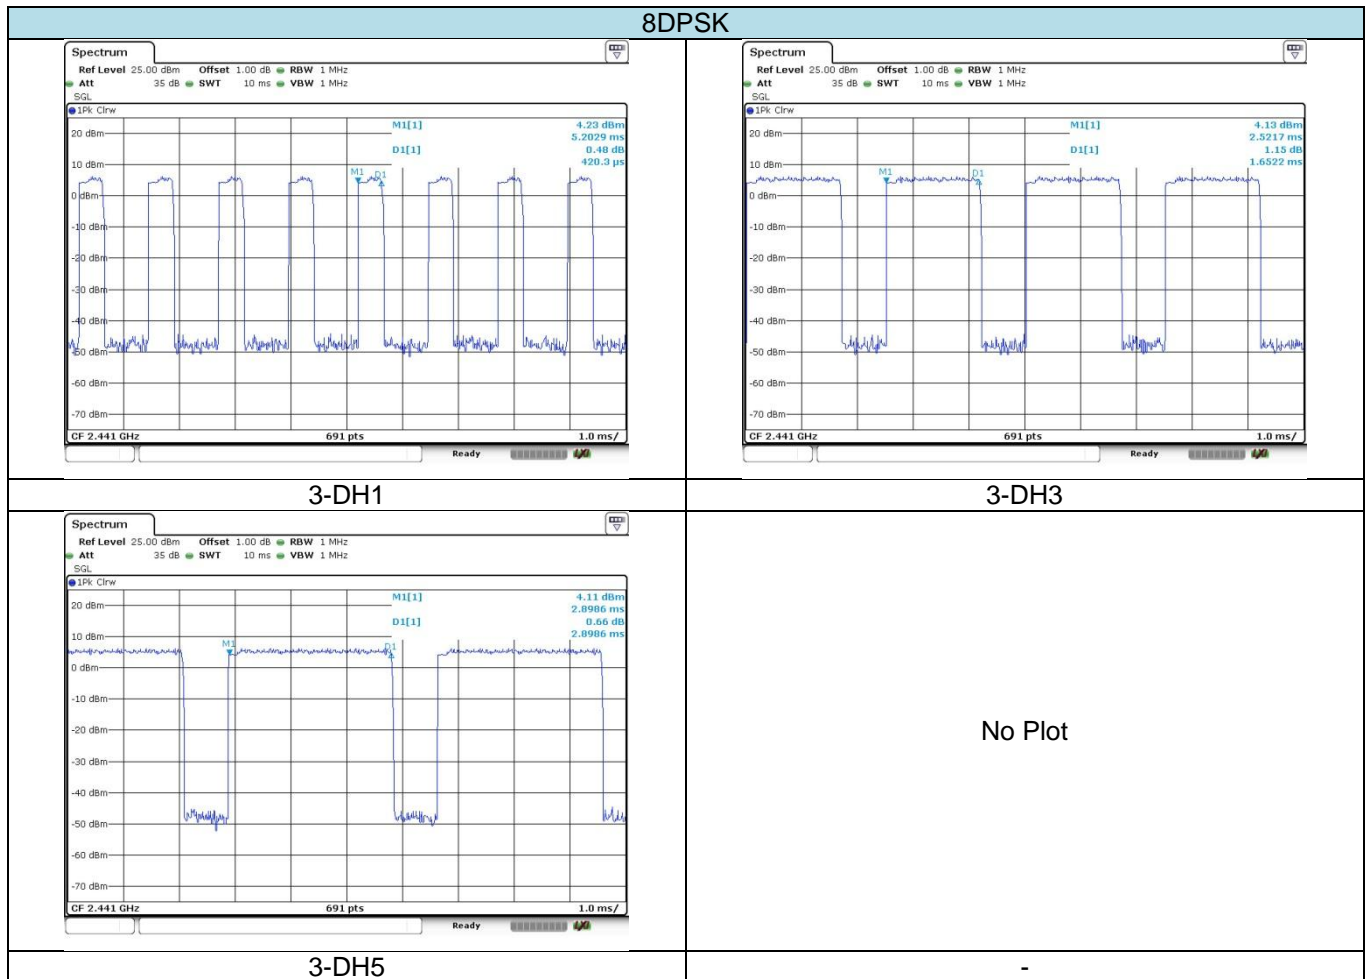 8DPSK
Spectrum
Ref Level 25.00 dBm Offset 1.00 dB RBW 1 MHz
Att 35 dB SWT 10 ms VBW 1 MHz
SGL
1Pk Clrw
M1[1] 4.23 dBm
5.2029 ms
D1[1] 0.48 dB
420.3 µs
20 dBm
10 dBm
M1 D1
0 dBm
-10 dBm
-20 dBm
-30 dBm
-40 dBm
-50 dBm
-60 dBm
-70 dBm
CF 2.441 GHz 691 pts 1.0 ms/
Ready
3-DH1
Spectrum
Ref Level 25.00 dBm Offset 1.00 dB RBW 1 MHz
Att 35 dB SWT 10 ms VBW 1 MHz
SGL
1Pk Clrw
M1[1] 4.13 dBm
2.5217 ms
D1[1] 1.15 dB
1.6522 ms
20 dBm
10 dBm
M1 D1
0 dBm
-10 dBm
-20 dBm
-30 dBm
-40 dBm
-50 dBm
-60 dBm
-70 dBm
CF 2.441 GHz 691 pts 1.0 ms/
Ready
3-DH3
Spectrum
Ref Level 25.00 dBm Offset 1.00 dB RBW 1 MHz
Att 35 dB SWT 10 ms VBW 1 MHz
SGL
1Pk Clrw
M1[1] 4.11 dBm
2.8986 ms
D1[1] 0.66 dB
2.8986 ms
20 dBm
10 dBm
M1 D1
0 dBm
-10 dBm
-20 dBm
-30 dBm
-40 dBm
-50 dBm
-60 dBm
-70 dBm
CF 2.441 GHz 691 pts 1.0 ms/
Ready
3-DH5
No Plot
-